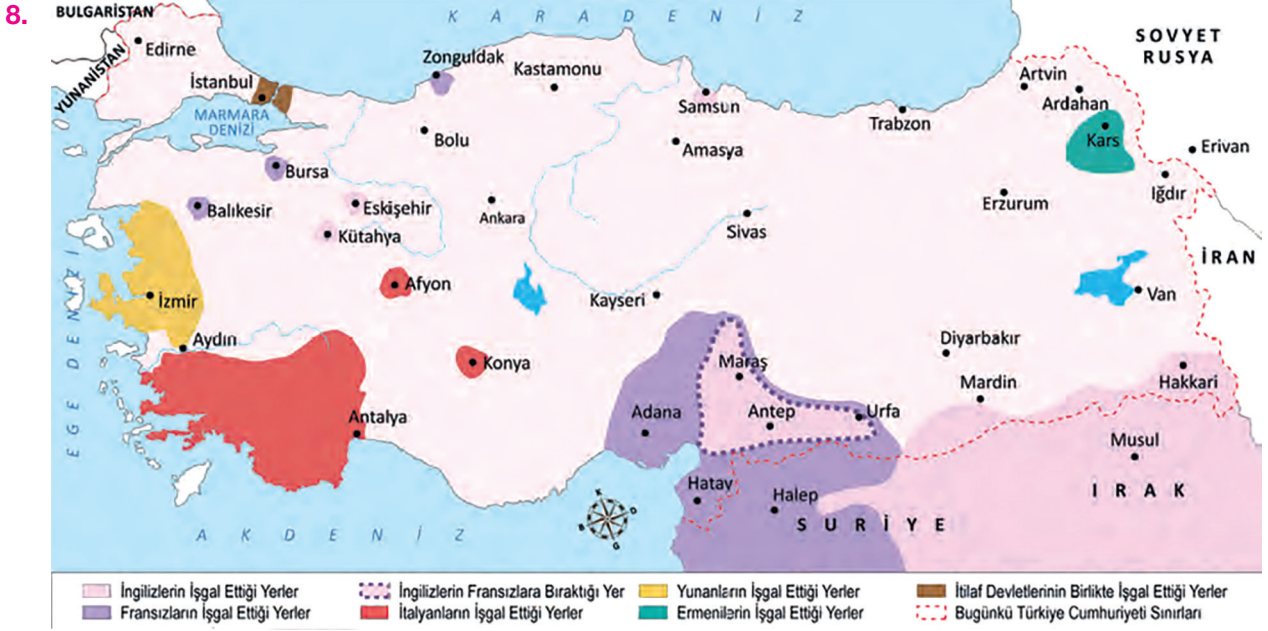 8.
BULGARİSTAN
YUNANİSTAN
Edirne
İstanbul
MARMARA
DENİZİ
K A R A D E N İ Z
Zonguldak
Kastamonu
Samsun
Trabzon
Artvin
Ardahan
SOVYET
RUSYA
Kars
Erivan
Iğdır
Bolu
Amasya
Bursa
Balıkesir
Eskişehir
Kütahya
Ankara
Sivas
Erzurum
İRAN
Van
İzmir
Afyon
Kayseri
EGE DENİZİ
Aydın
Konya
Maraş
Diyarbakır
Mardin
Hakkari
Antalya
Adana
Antep
Urfa
Musul
Hatay
Halep
I R A K
S U R İ Y E
K
D
B
G
A K D E N İ Z
İngilizlerin İşgal Ettiği Yerler
İngilizlerin Fransızlara Bıraktığı Yer
Yunanların İşgal Ettiği Yerler
İtilaf Devletlerinin Birlikte İşgal Ettiği Yerler
Fransızların İşgal Ettiği Yerler
İtalyanların İşgal Ettiği Yerler
Ermenilerin İşgal Ettiği Yerler
Bugünkü Türkiye Cumhuriyeti Sınırları